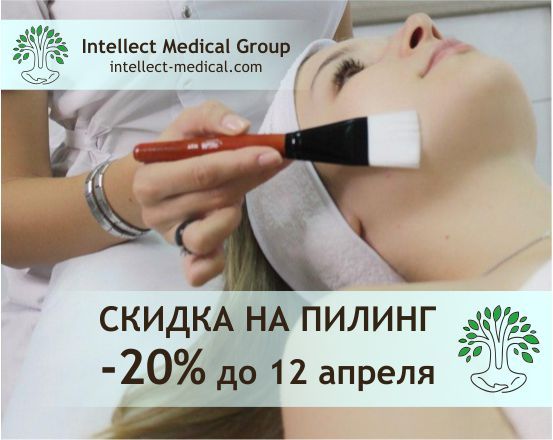 Intellect Medical Group
intellect-medical.com
СКИДКА НА ПИЛИНГ
-20% до 12 апреля